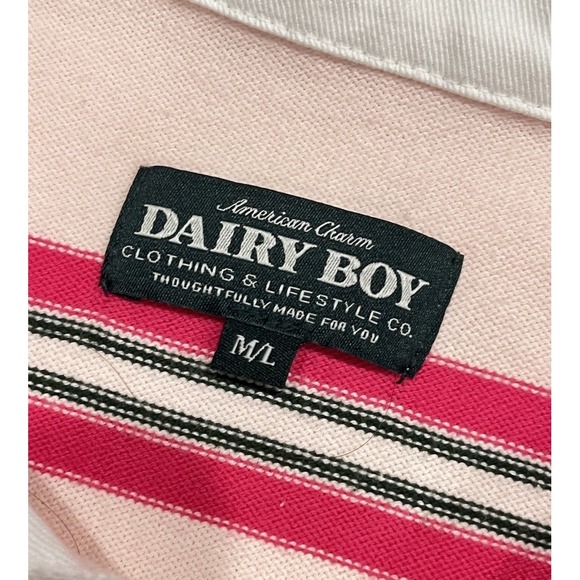 American Charm
DAIRY BOY
CLOTHING & LIFESTYLE CO.
THOUGHTFULLY MADE FOR YOU
M/L